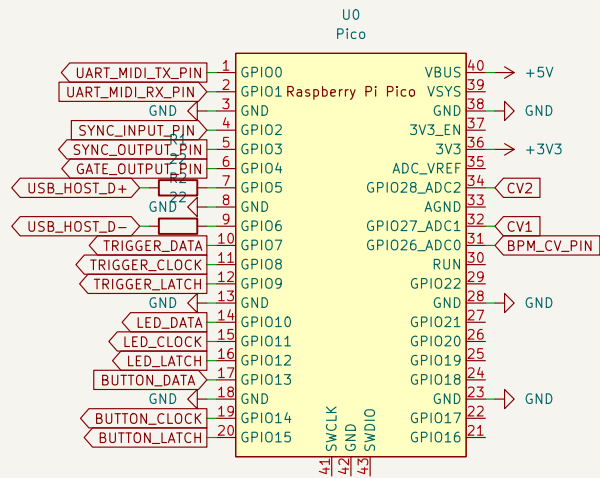 U0
Pico
UART_MIDI_TX_PIN 1 GPIO0 VBUS 40 +5V
UART_MIDI_RX_PIN 2 GPIO1 Raspberry Pi Pico VSYS 39
GND 3 GND GND 38 GND
SYNC_INPUT_PIN 4 GPIO2 3V3_EN 37
R1
SYNC_OUTPUT_PIN 5 GPIO3 3V3 36 +3V3
22
GATE_OUTPUT_PIN 6 GPIO4 ADC_VREF 35
R2
USB_HOST_D+ 7 GPIO5 GPIO28_ADC2 34 CV2
22
GND 8 GND AGND 33
USB_HOST_D- 9 GPIO6 GPIO27_ADC1 32 CV1
TRIGGER_DATA 10 GPIO7 GPIO26_ADC0 31 BPM_CV_PIN
TRIGGER_CLOCK 11 GPIO8 RUN 30
TRIGGER_LATCH 12 GPIO9 GPIO22 29
GND 13 GND GND 28 GND
LED_DATA 14 GPIO10 GPIO21 27
LED_CLOCK 15 GPIO11 GPIO20 26
LED_LATCH 16 GPIO12 GPIO19 25
BUTTON_DATA 17 GPIO13 GPIO18 24
GND 18 GND GND 23 GND
BUTTON_CLOCK 19 GPIO14 GPIO17 22
BUTTON_LATCH 20 GPIO15 GPIO16 21
SWCLK 41
GND 42
SWDIO 43